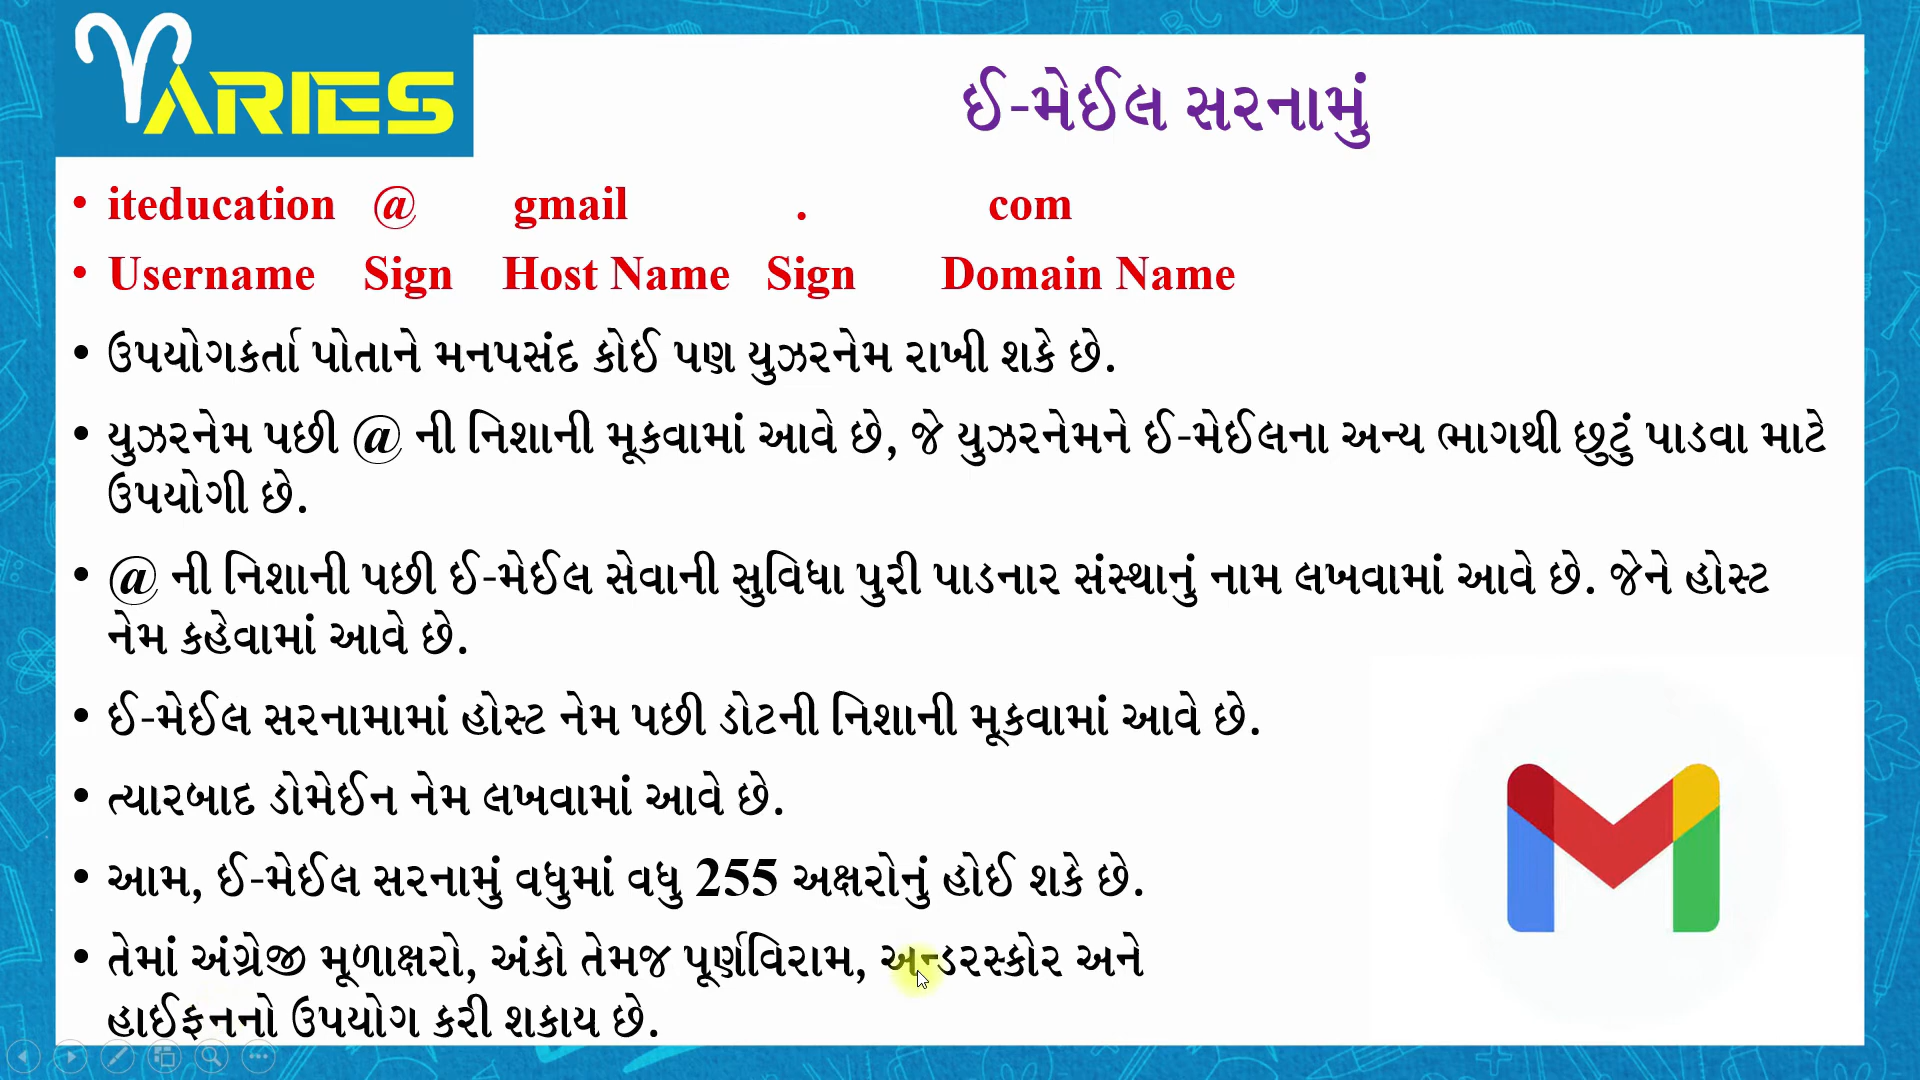 ARIES
ઈ-મેઈલ સરનામું
• iteducation @ gmail . com
• Username Sign Host Name Sign Domain Name
• ઉપયોગકર્તા પોતાને મનપસંદ કોઈ પણ યુઝરનેમ રાખી શકે છે.
• યુઝરનેમ પછી @ ની નિશાની મૂકવામાં આવે છે, જે યુઝરનેમને ઈ-મેઈલના અન્ય ભાગથી છુટું પાડવા માટે
ઉપયોગી છે.
• @ ની નિશાની પછી ઈ-મેઈલ સેવાની સુવિધા પુરી પાડનાર સંસ્થાનું નામ લખવામાં આવે છે. જેને હોસ્ટ
નેમ કહેવામાં આવે છે.
• ઈ-મેઈલ સરનામામાં હોસ્ટ નેમ પછી ડોટની નિશાની મૂકવામાં આવે છે.
• ત્યારબાદ ડોમેઈન નેમ લખવામાં આવે છે.
• આમ, ઈ-મેઈલ સરનામું વધુમાં વધુ 255 અક્ષરોનું હોઈ શકે છે.
• તેમાં અંગ્રેજી મૂળાક્ષરો, અંકો તેમજ પૂર્ણવિરામ, અન્ડરસ્કોર અને
હાઈફનનો ઉપયોગ કરી શકાય છે.